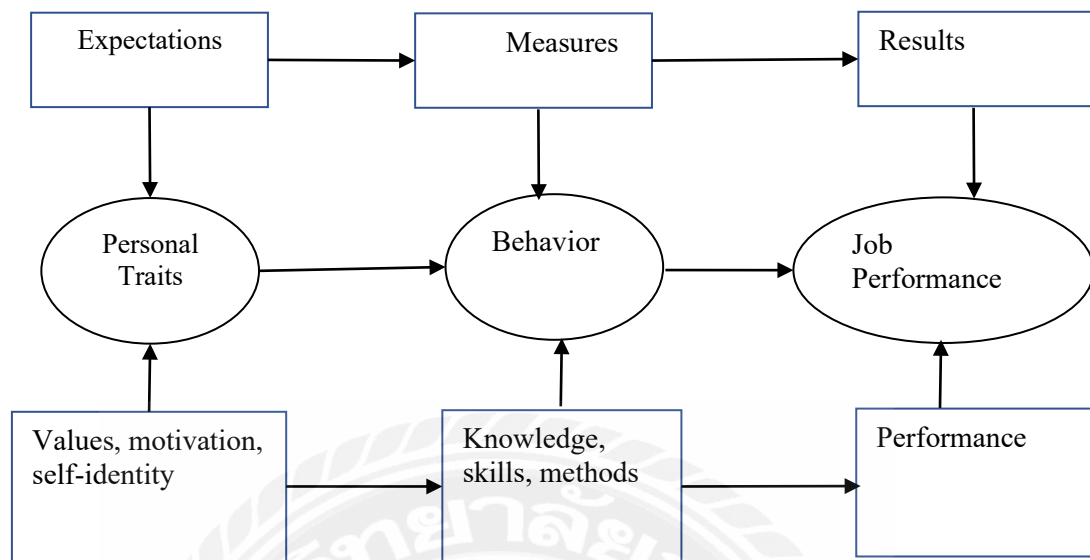 Expectations
Measures
Results
Personal
Traits
Behavior
Job
Performance
Values, motivation,
self-identity
Knowledge,
skills, methods
Performance